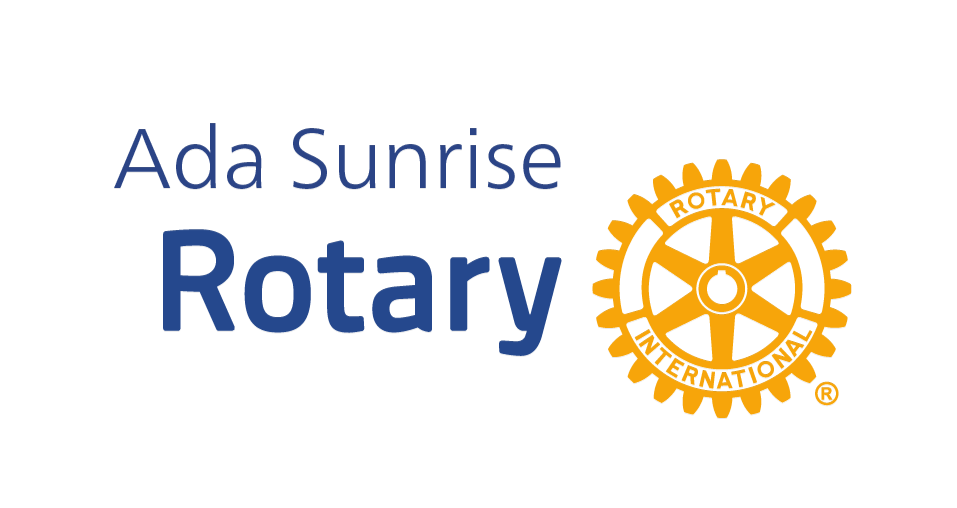 Ada Sunrise
Rotary
ROTARY
INTERNATIONAL
®